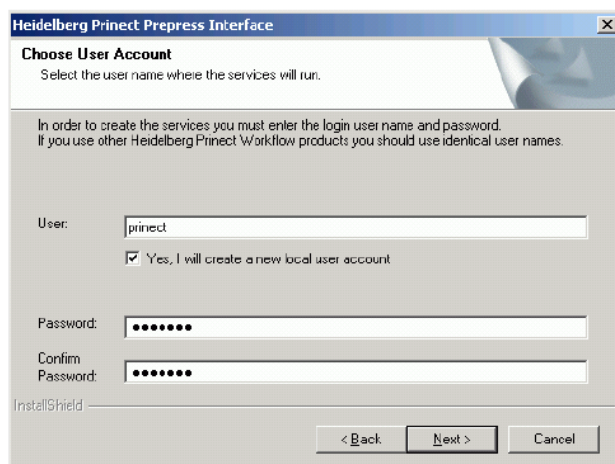 Heidelberg Prinect Prepress Interface
Choose User Account
Select the user name where the services will run.
In order to create the services you must enter the login user name and password.
If you use other Heidelberg Prinect Workflow products you should use identical user names.
User:
prinect
Yes, I will create a new local user account
Password:
●●●●●●●
Confirm
Password:
●●●●●●●
InstallShield
< Back
Next >
Cancel